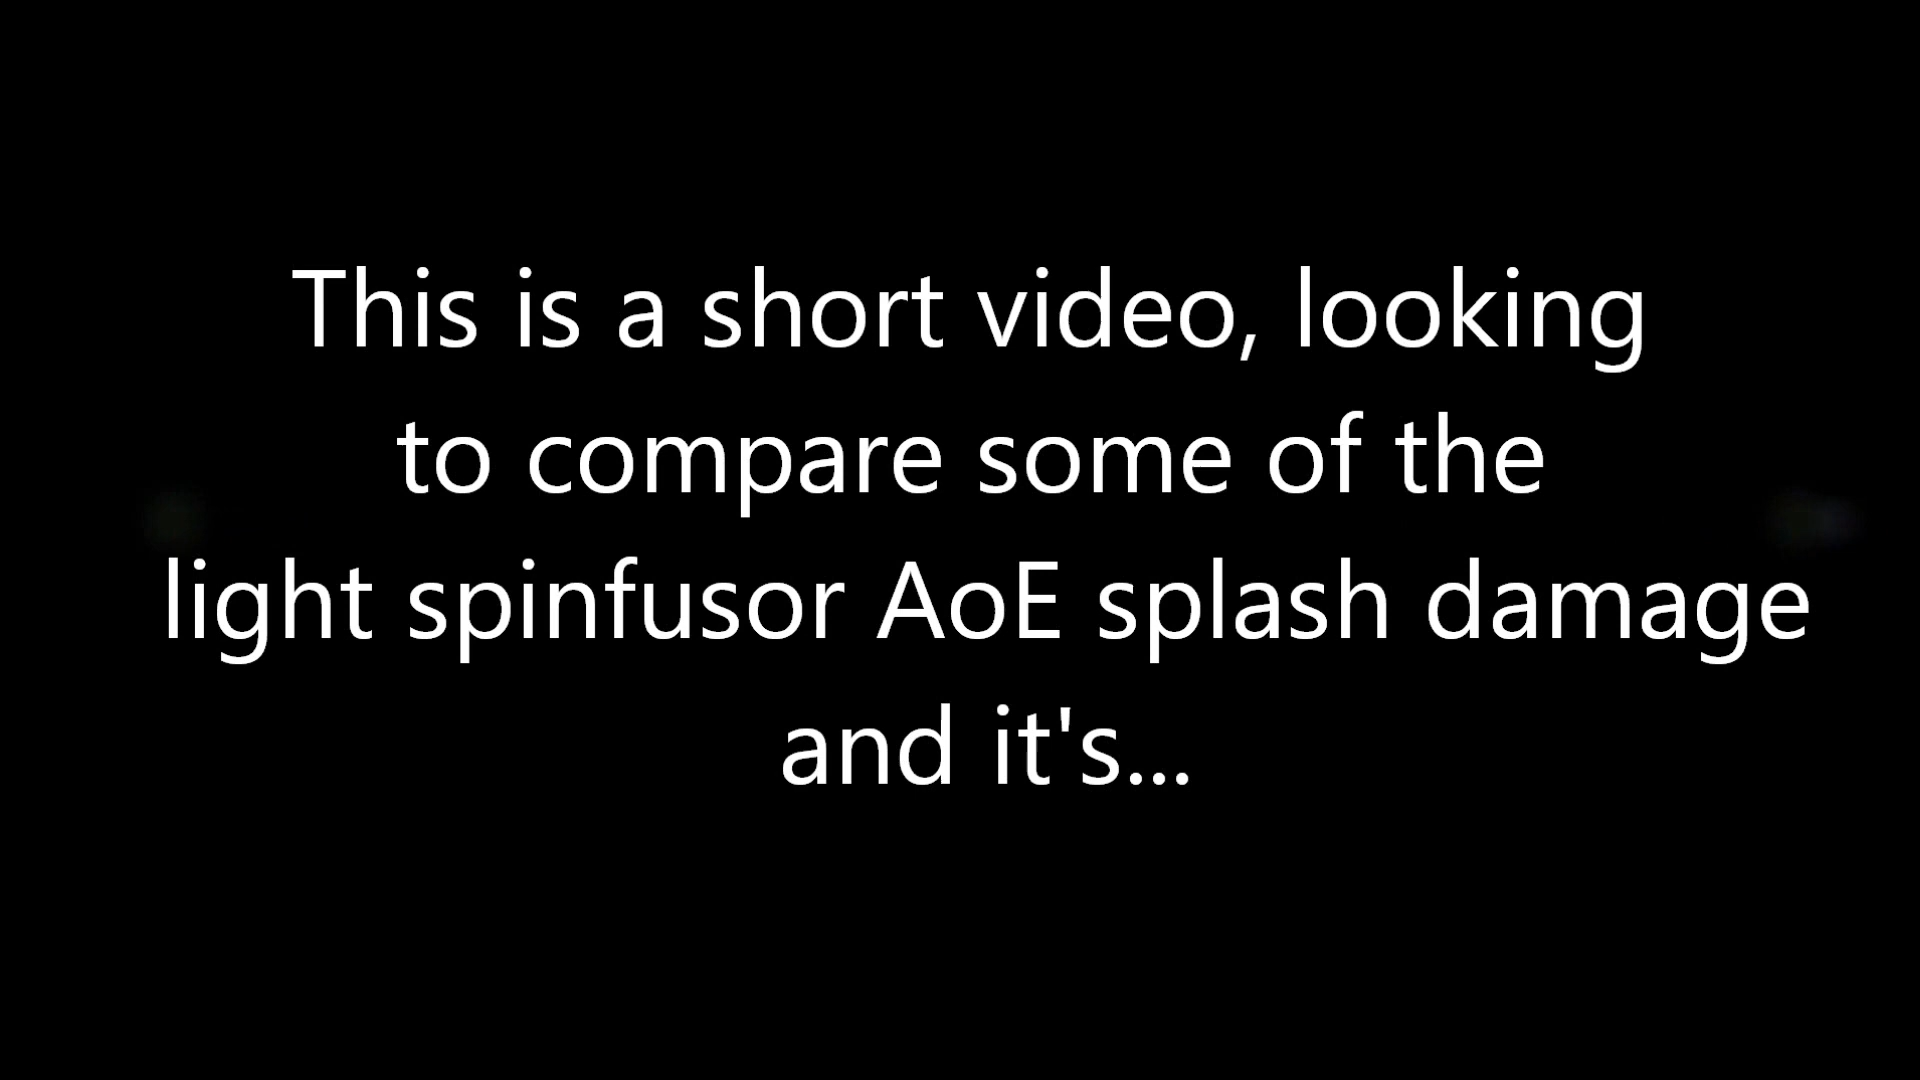 This is a short video, looking
to compare some of the
light spinfusor AoE splash damage
and it's...